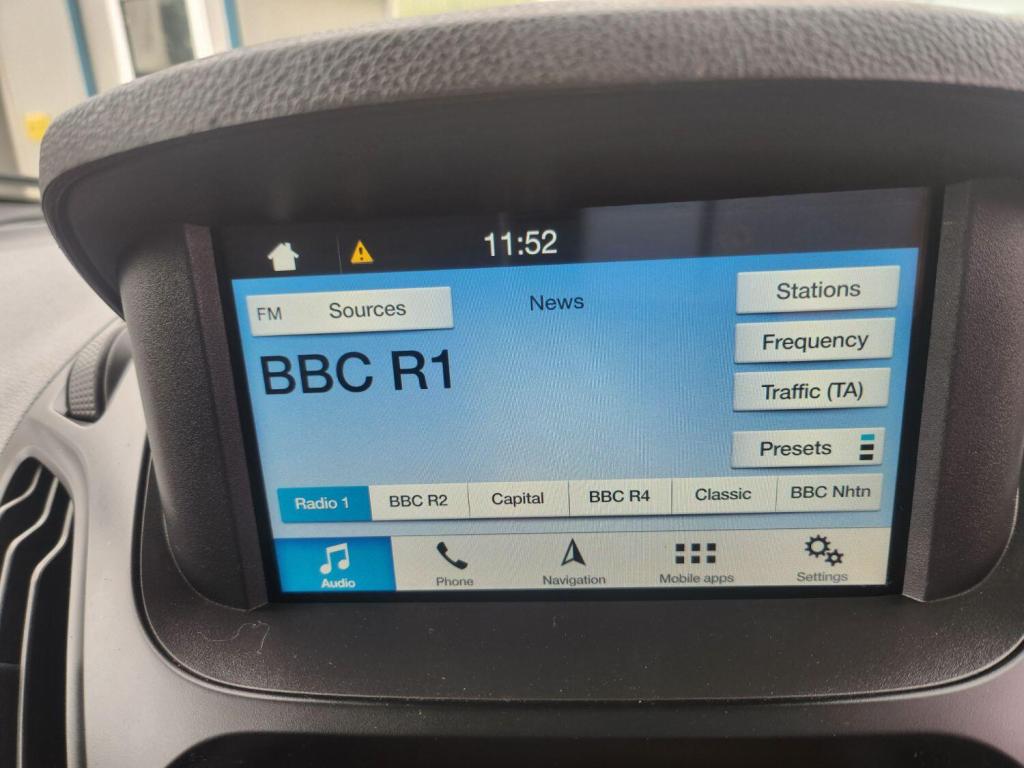 11:52
FM Sources
News
Stations
BBC R1
Frequency
Traffic (TA)
Presets
Radio 1 BBC R2 Capital BBC R4 Classic BBC Nhtn
Audio Phone Navigation Mobile apps Settings